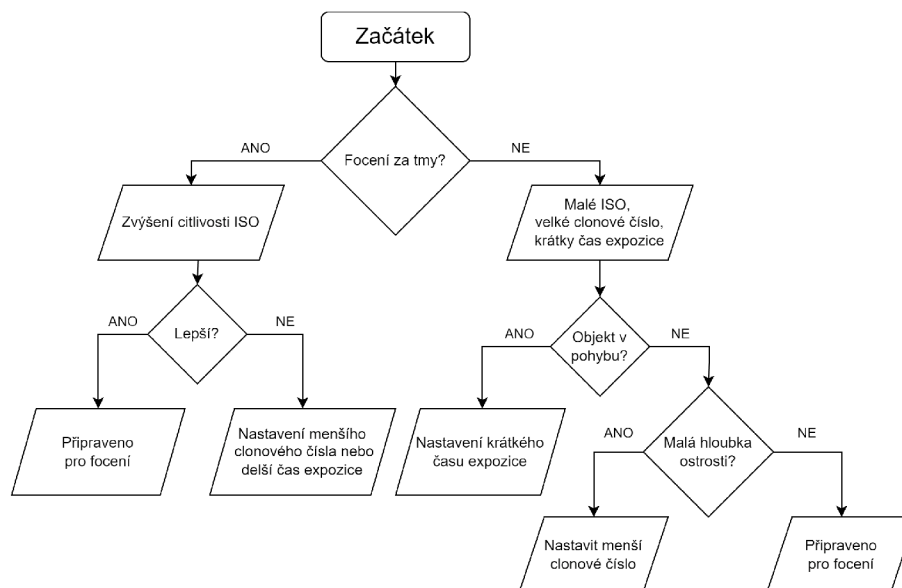 Začátek
Focení za tmy?
ANO
NE
Zvýšení citlivosti ISO
Malé ISO,
velké clonové číslo,
krátky čas expozice
Lepší?
ANO
NE
Objekt v
pohybu?
ANO
NE
Připraveno
pro focení
Nastavení menšího
clonového čísla nebo
delší čas expozice
Nastavení krátkého
času expozice
Malá hloubka
ostrosti?
ANO
NE
Nastavit menší
clonové číslo
Připraveno
pro focení